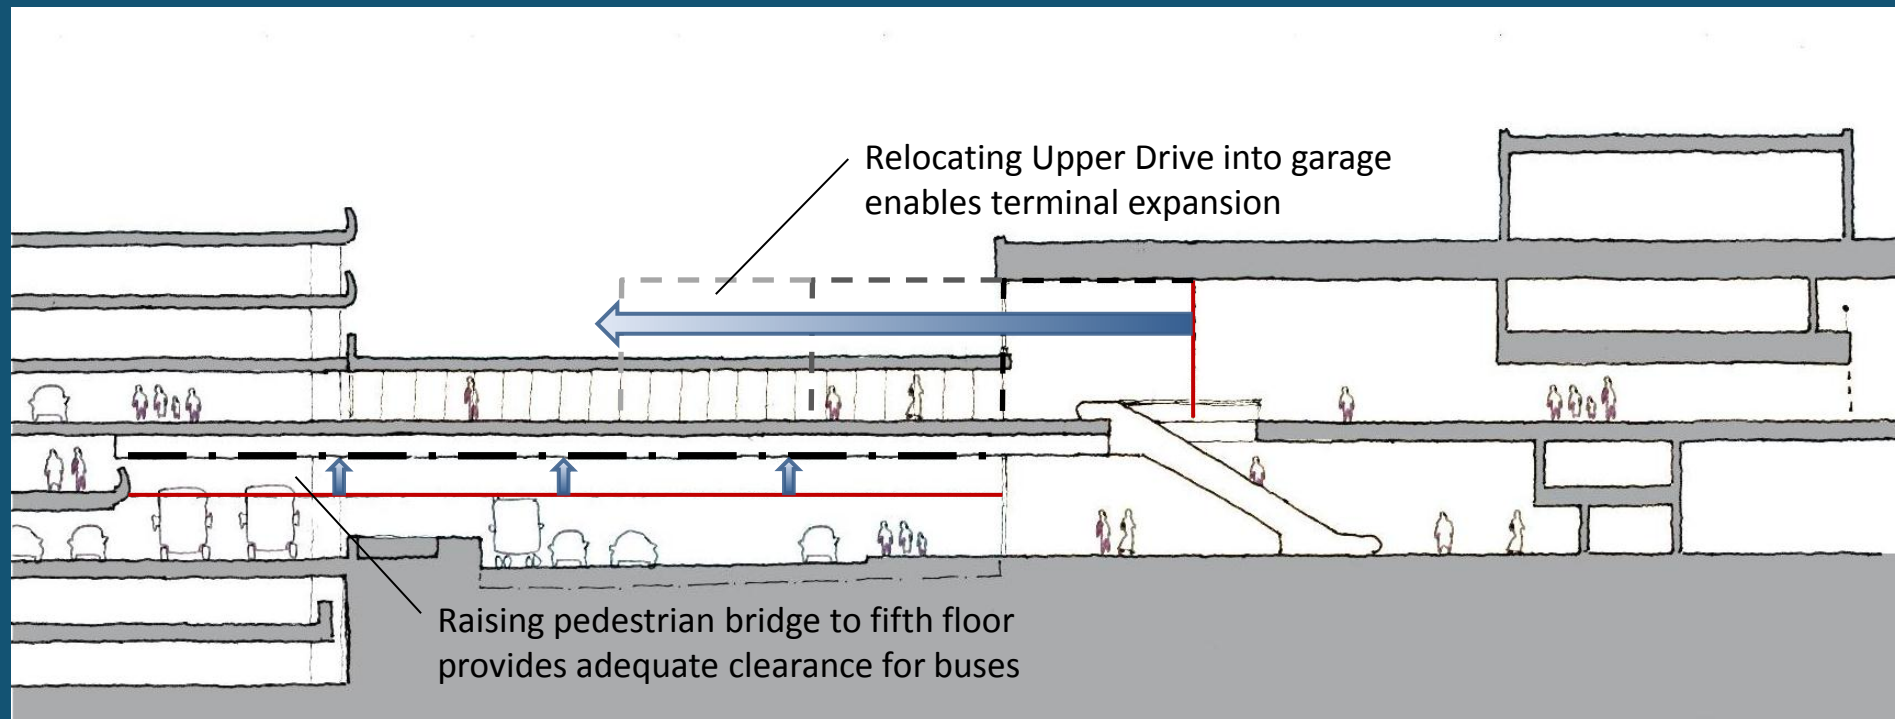 Relocating Upper Drive into garage
enables terminal expansion
Raising pedestrian bridge to fifth floor
provides adequate clearance for buses